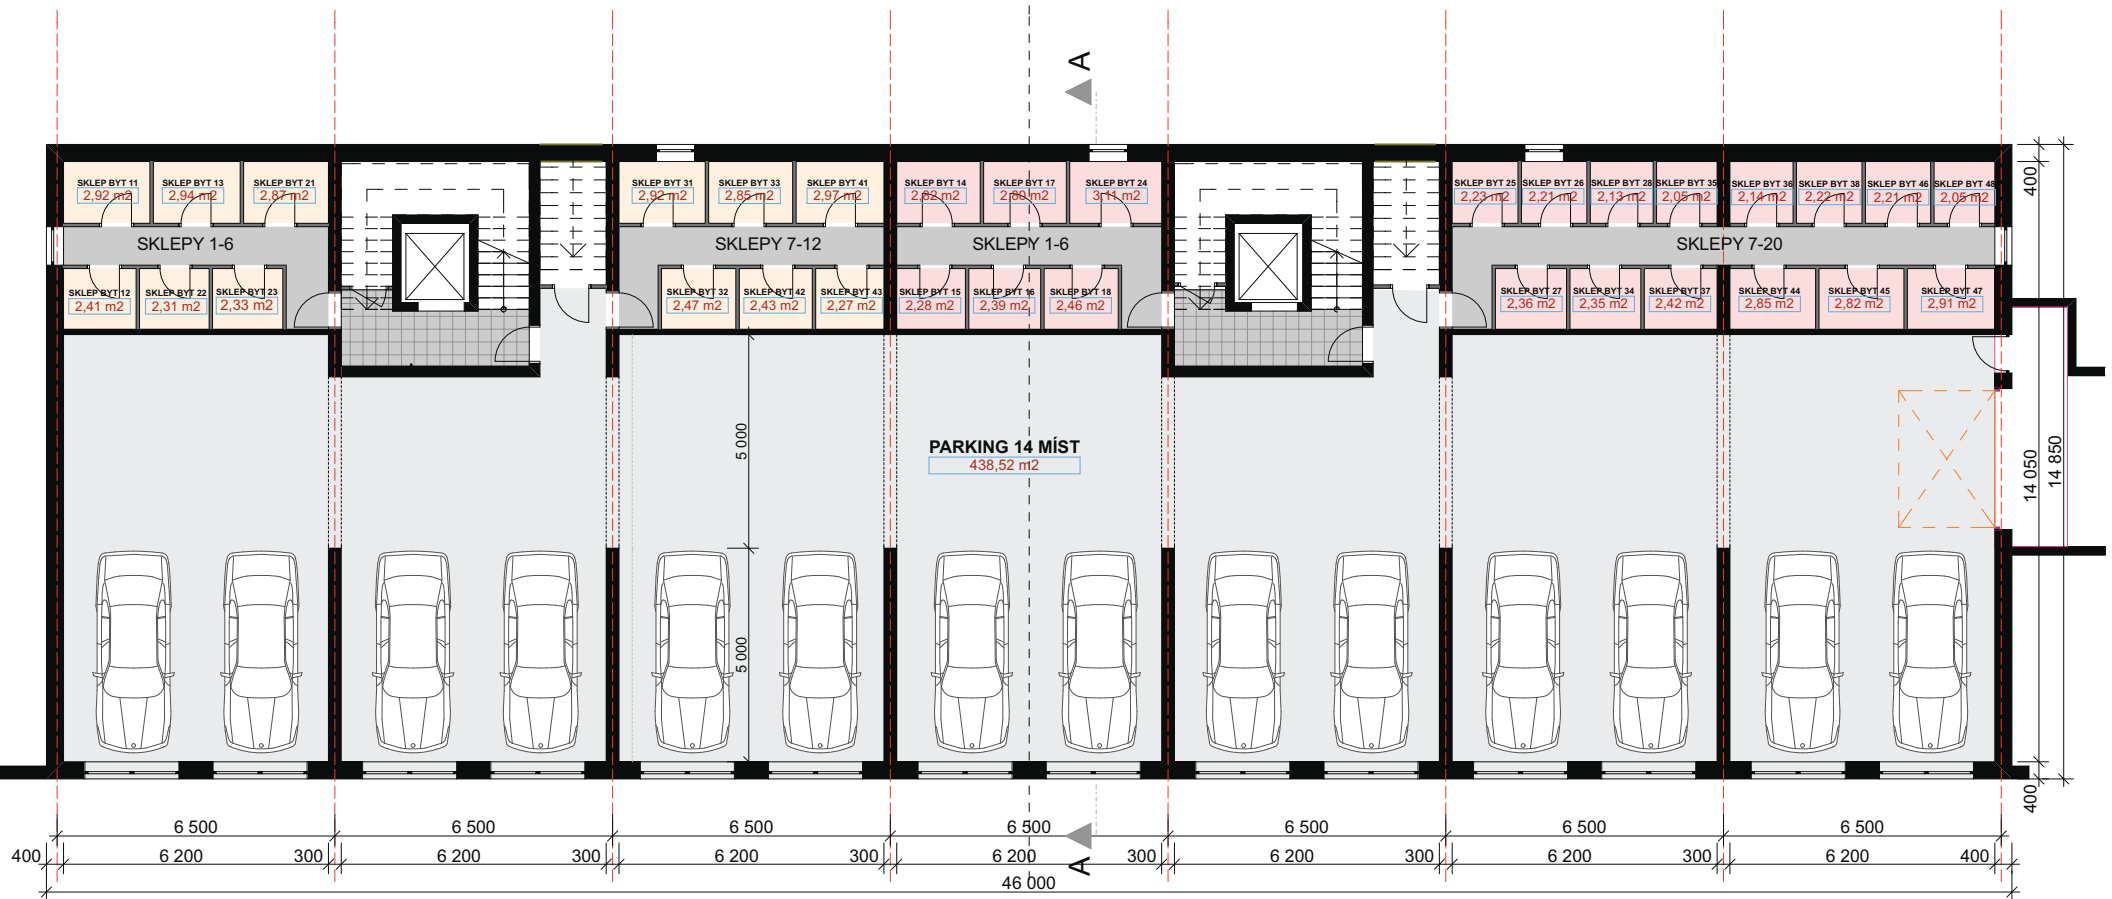 A
400
SKLEP BYT 11
2,92 m2
SKLEP BYT 13
2,94 m2
SKLEP BYT 21
2,87 m2
SKLEP BYT 31
2,92 m2
SKLEP BYT 33
2,85 m2
SKLEP BYT 41
2,97 m2
SKLEP BYT 14
2,82 m2
SKLEP BYT 17
2,80 m2
SKLEP BYT 24
3,11 m2
SKLEP BYT 25
2,23 m2
SKLEP BYT 26
2,21 m2
SKLEP BYT 28
2,13 m2
SKLEP BYT 35
2,05 m2
SKLEP BYT 36
2,14 m2
SKLEP BYT 38
2,22 m2
SKLEP BYT 46
2,21 m2
SKLEP BYT 48
2,05 m2
SKLEPY 1-6
SKLEPY 7-12
SKLEPY 1-6
SKLEPY 7-20
SKLEP BYT 12
2,41 m2
SKLEP BYT 22
2,31 m2
SKLEP BYT 23
2,33 m2
SKLEP BYT 32
2,47 m2
SKLEP BYT 42
2,43 m2
SKLEP BYT 43
2,27 m2
SKLEP BYT 15
2,28 m2
SKLEP BYT 16
2,39 m2
SKLEP BYT 18
2,46 m2
SKLEP BYT 27
2,36 m2
SKLEP BYT 34
2,35 m2
SKLEP BYT 37
2,42 m2
SKLEP BYT 44
2,85 m2
SKLEP BYT 45
2,82 m2
SKLEP BYT 47
2,91 m2
5 000
PARKING 14 MÍST
438,52 m2
14 050
14 850
5 000
400
6 500
6 500
6 500
6 500
6 500
6 500
6 500
400
6 200
300
6 200
300
6 200
300
6 200
300
6 200
300
6 200
300
6 200
400
A
46 000